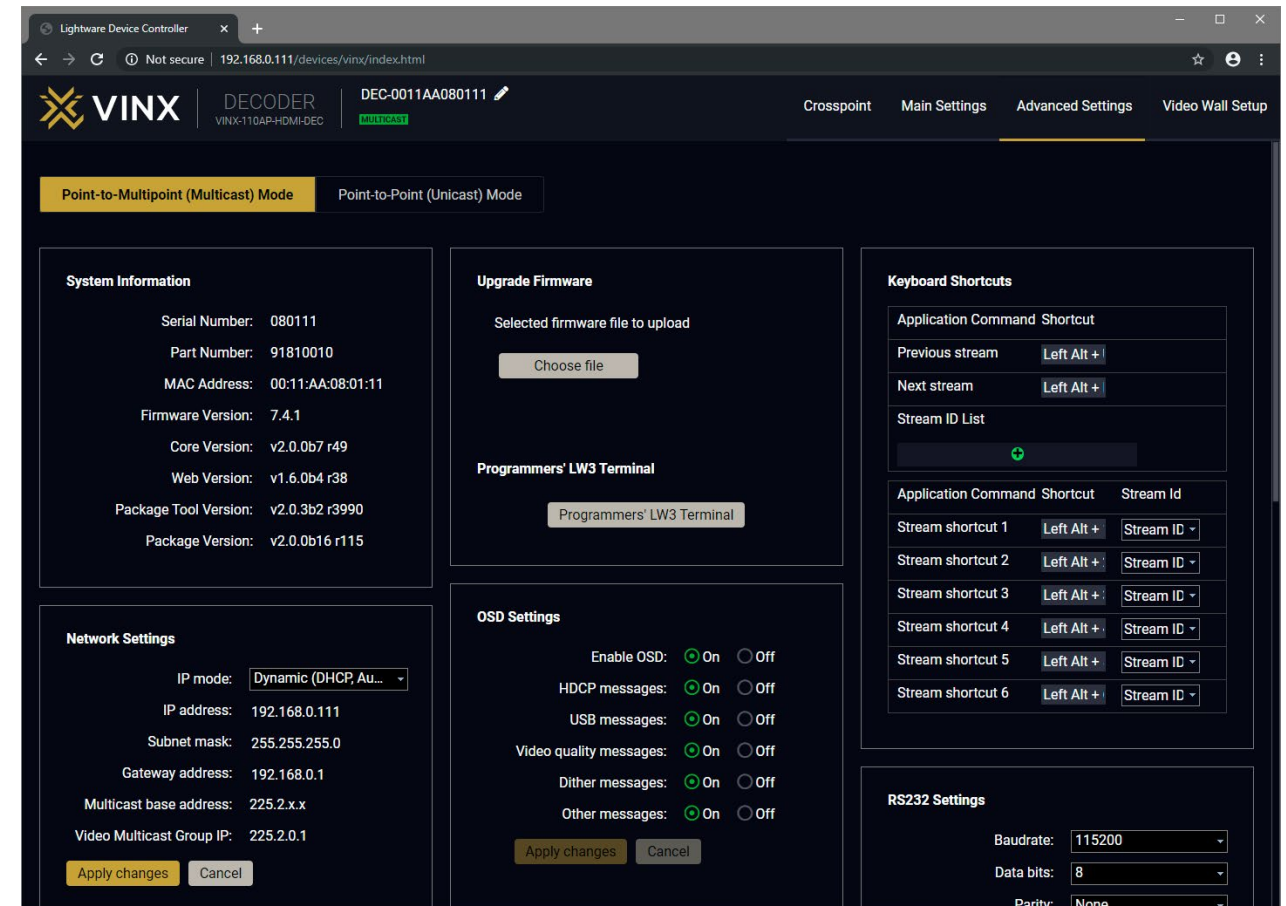 Lightware Device Controller
Not secure | 192.168.0.111/devices/vinx/index.html
VINX
DECODER
VINX-110AP-HDMI-DEC
DEC-0011AA080111
MULTICAST
Crosspoint Main Settings Advanced Settings Video Wall Setup
Point-to-Multipoint (Multicast) Mode Point-to-Point (Unicast) Mode
System Information
Serial Number: 080111
Part Number: 91810010
MAC Address: 00:11:AA:08:01:11
Firmware Version: 7.4.1
Core Version: v2.0.0b7 r49
Web Version: v1.6.0b4 r38
Package Tool Version: v2.0.3b2 r3990
Package Version: v2.0.0b16 r115
Network Settings
IP mode: Dynamic (DHCP, Au...
IP address: 192.168.0.111
Subnet mask: 255.255.255.0
Gateway address: 192.168.0.1
Multicast base address: 225.2.x.x
Video Multicast Group IP: 225.2.0.1
Apply changes Cancel
Upgrade Firmware
Selected firmware file to upload
Choose file
Programmers' LW3 Terminal
Programmers' LW3 Terminal
OSD Settings
Enable OSD: On Off
HDCP messages: On Off
USB messages: On Off
Video quality messages: On Off
Dither messages: On Off
Other messages: On Off
Apply changes Cancel
Keyboard Shortcuts
Application Command Shortcut
Previous stream Left Alt +
Next stream Left Alt +
Stream ID List
Application Command Shortcut Stream Id
Stream shortcut 1 Left Alt + Stream ID
Stream shortcut 2 Left Alt + Stream ID
Stream shortcut 3 Left Alt + Stream ID
Stream shortcut 4 Left Alt + Stream ID
Stream shortcut 5 Left Alt + Stream ID
Stream shortcut 6 Left Alt + Stream ID
RS232 Settings
Baudrate: 115200
Data bits: 8
Parity: None